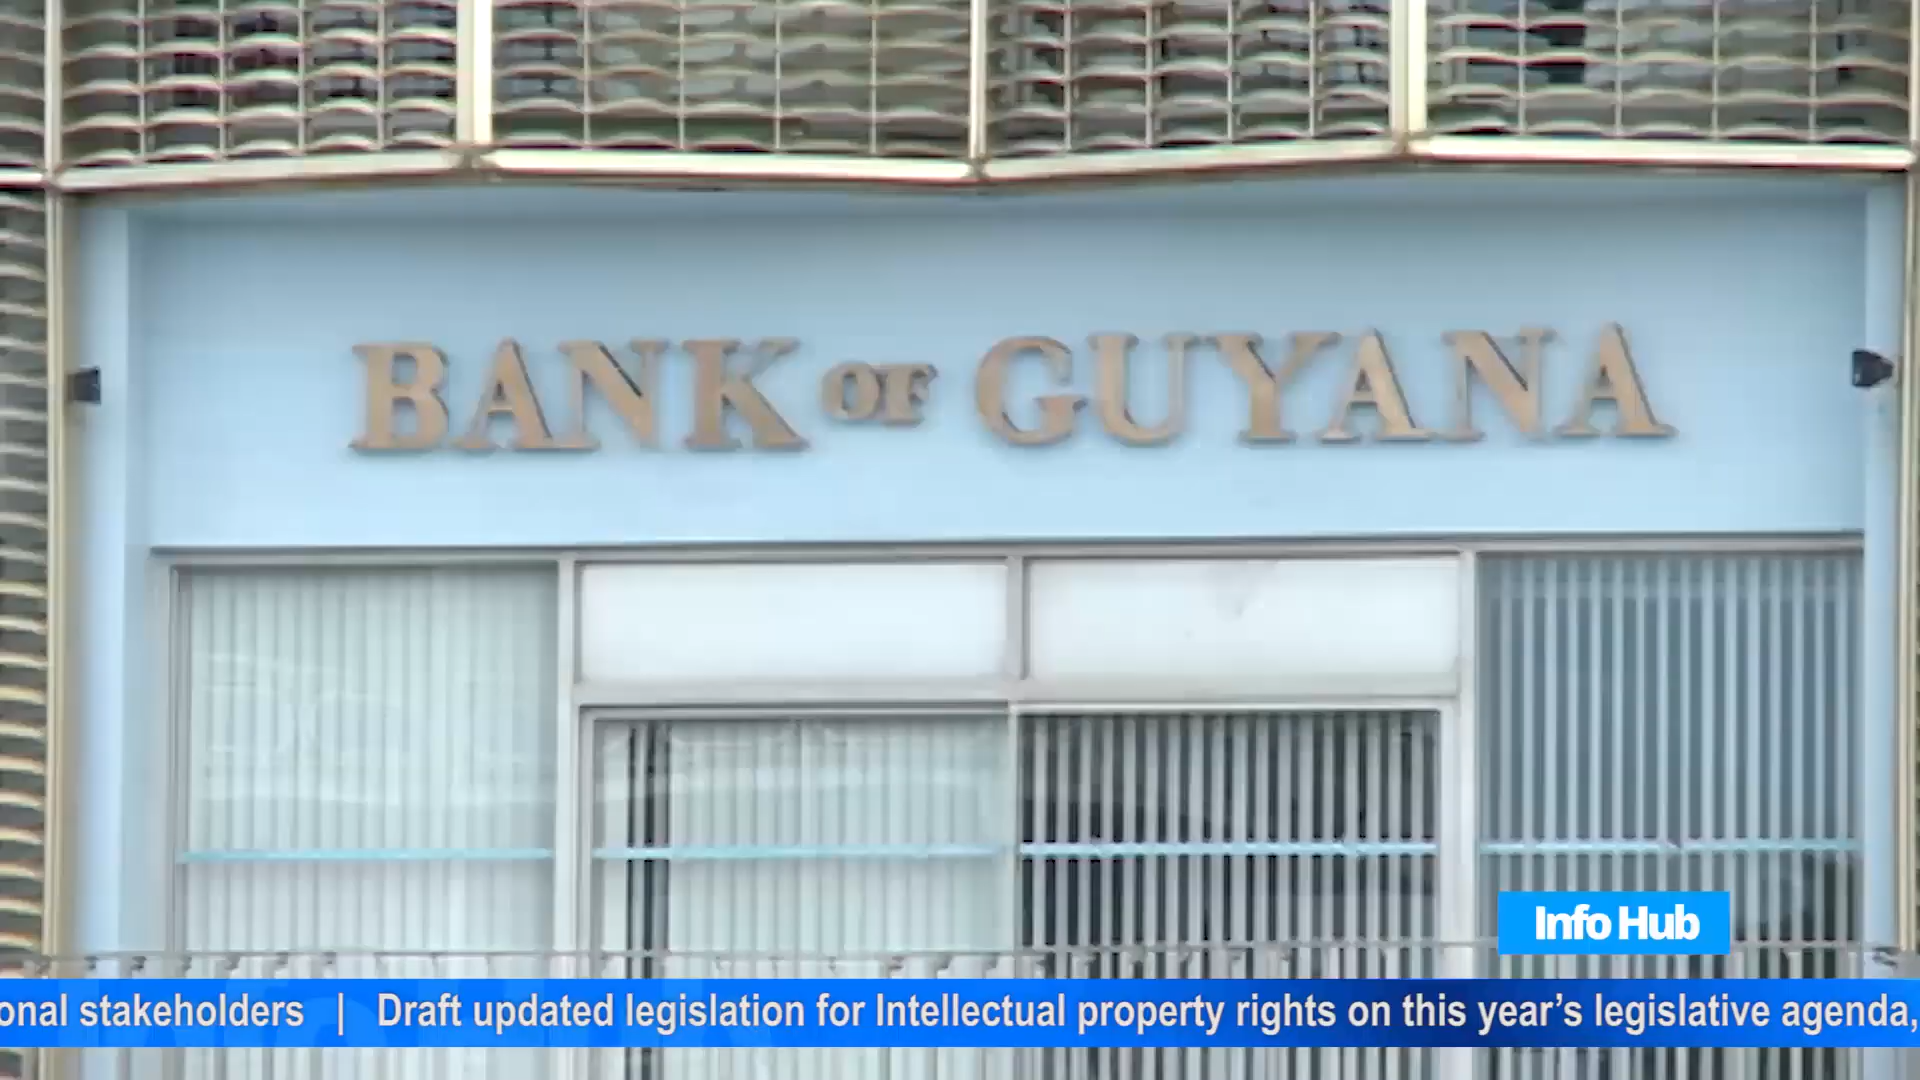 BANK OF GUYANA
Info Hub
onal stakeholders | Draft updated legislation for Intellectual property rights on this year's legislative agenda,